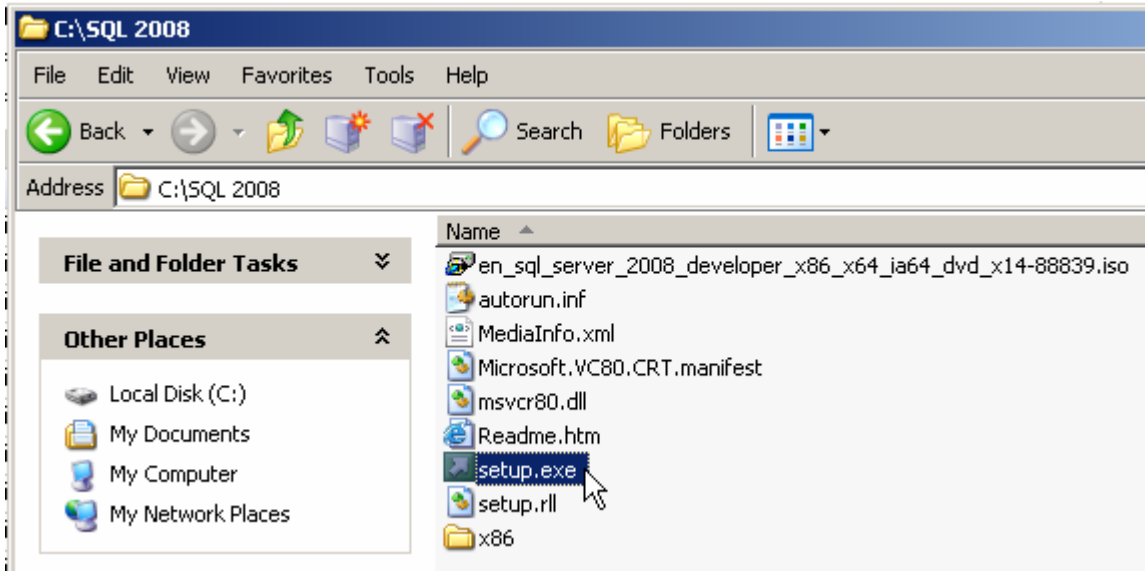 C:\SQL 2008
File Edit View Favorites Tools Help
Back Search Folders
Address C:\SQL 2008
Name
File and Folder Tasks
en_sql_server_2008_developer_x86_x64_ia64_dvd_x14-88839.iso
autorun.inf
MediaInfo.xml
Microsoft.VC80.CRT.manifest
msvcr80.dll
Readme.htm
setup.exe
setup.rll
x86
Other Places
Local Disk (C:)
My Documents
My Computer
My Network Places